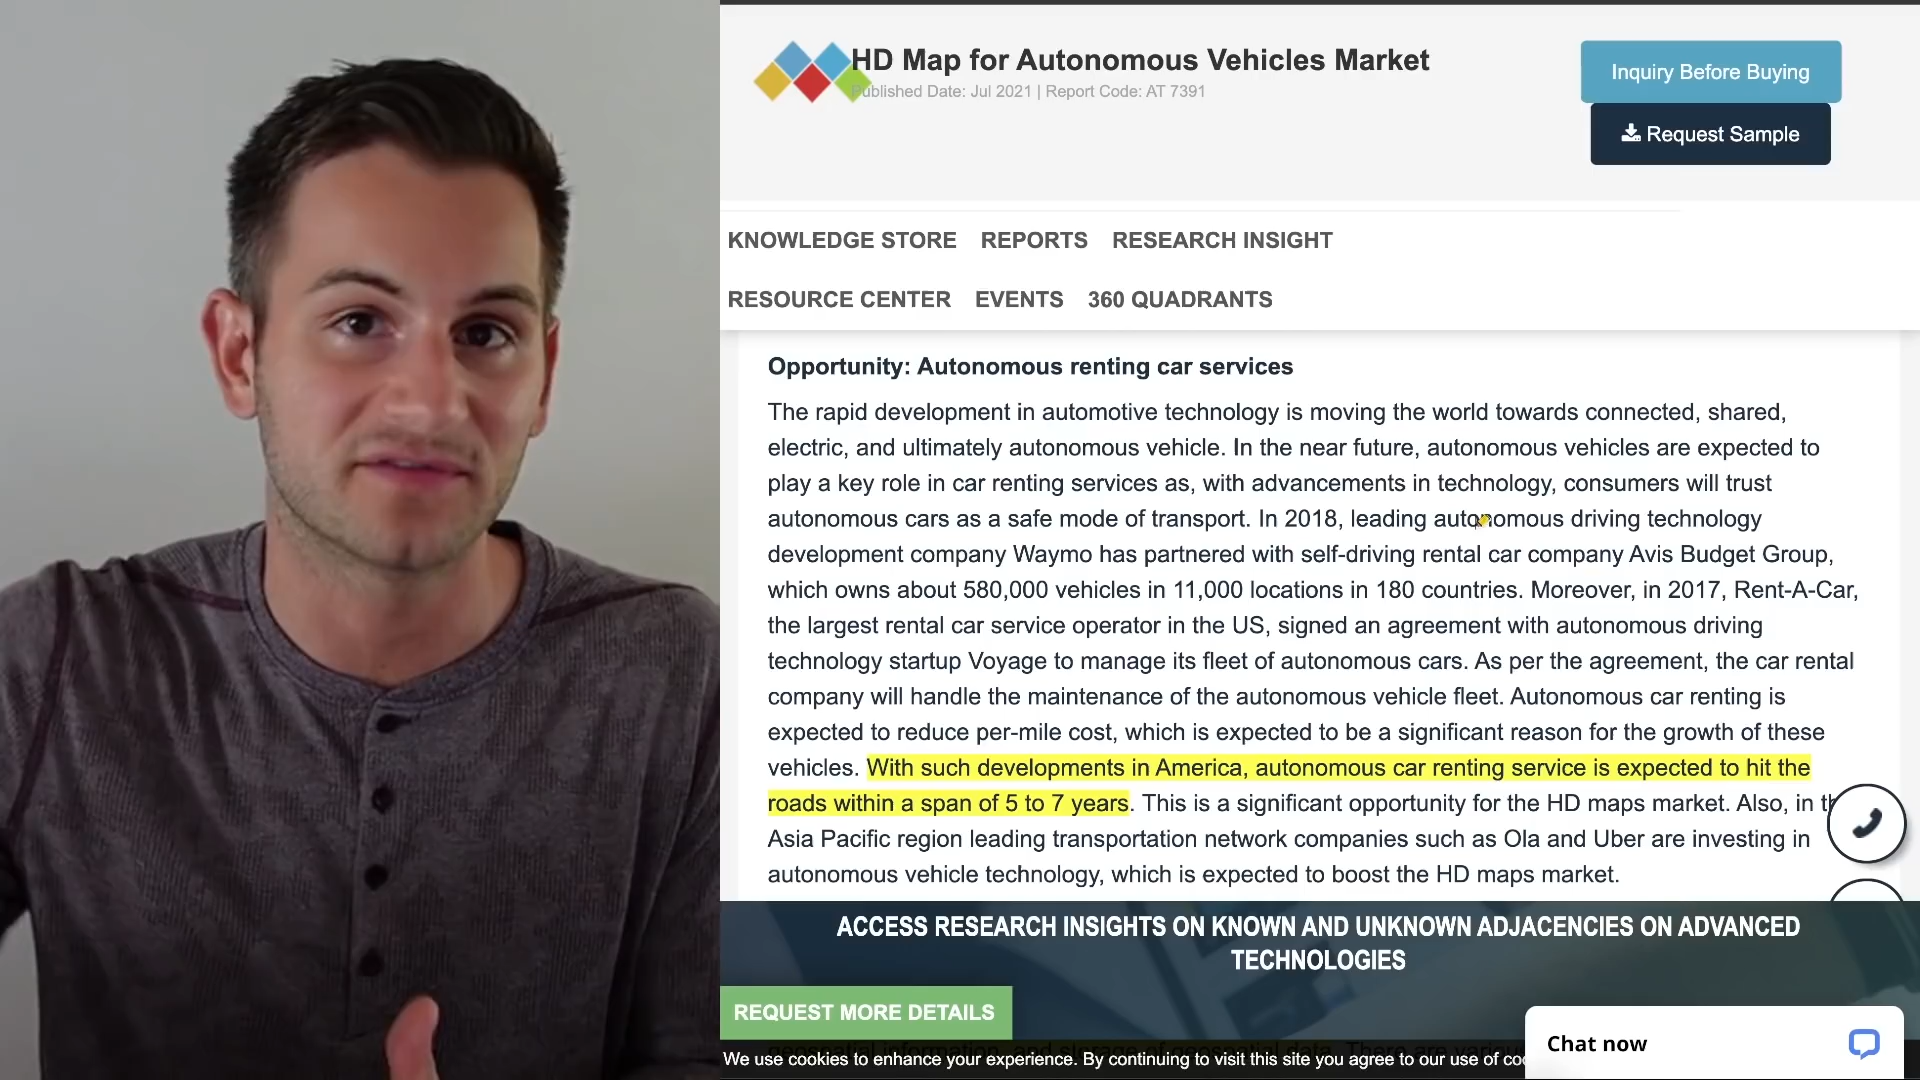 HD Map for Autonomous Vehicles Market
Published Date: Jul 2021 | Report Code: AT 7391
Inquiry Before Buying
Request Sample
KNOWLEDGE STORE REPORTS RESEARCH INSIGHT
RESOURCE CENTER EVENTS 360 QUADRANTS
Opportunity: Autonomous renting car services
The rapid development in automotive technology is moving the world towards connected, shared,
electric, and ultimately autonomous vehicle. In the near future, autonomous vehicles are expected to
play a key role in car renting services as, with advancements in technology, consumers will trust
autonomous cars as a safe mode of transport. In 2018, leading autonomous driving technology
development company Waymo has partnered with self-driving rental car company Avis Budget Group,
which owns about 580,000 vehicles in 11,000 locations in 180 countries. Moreover, in 2017, Rent-A-Car,
the largest rental car service operator in the US, signed an agreement with autonomous driving
technology startup Voyage to manage its fleet of autonomous cars. As per the agreement, the car rental
company will handle the maintenance of the autonomous vehicle fleet. Autonomous car renting is
expected to reduce per-mile cost, which is expected to be a significant reason for the growth of these
vehicles. With such developments in America, autonomous car renting service is expected to hit the
roads within a span of 5 to 7 years. This is a significant opportunity for the HD maps market. Also, in
Asia Pacific region leading transportation network companies such as Ola and Uber are investing in
autonomous vehicle technology, which is expected to boost the HD maps market.
ACCESS RESEARCH INSIGHTS ON KNOWN AND UNKNOWN ADJACENCIES ON ADVANCED
TECHNOLOGIES
REQUEST MORE DETAILS
We use cookies to enhance your experience. By continuing to visit this site you agree to our use of
Chat now